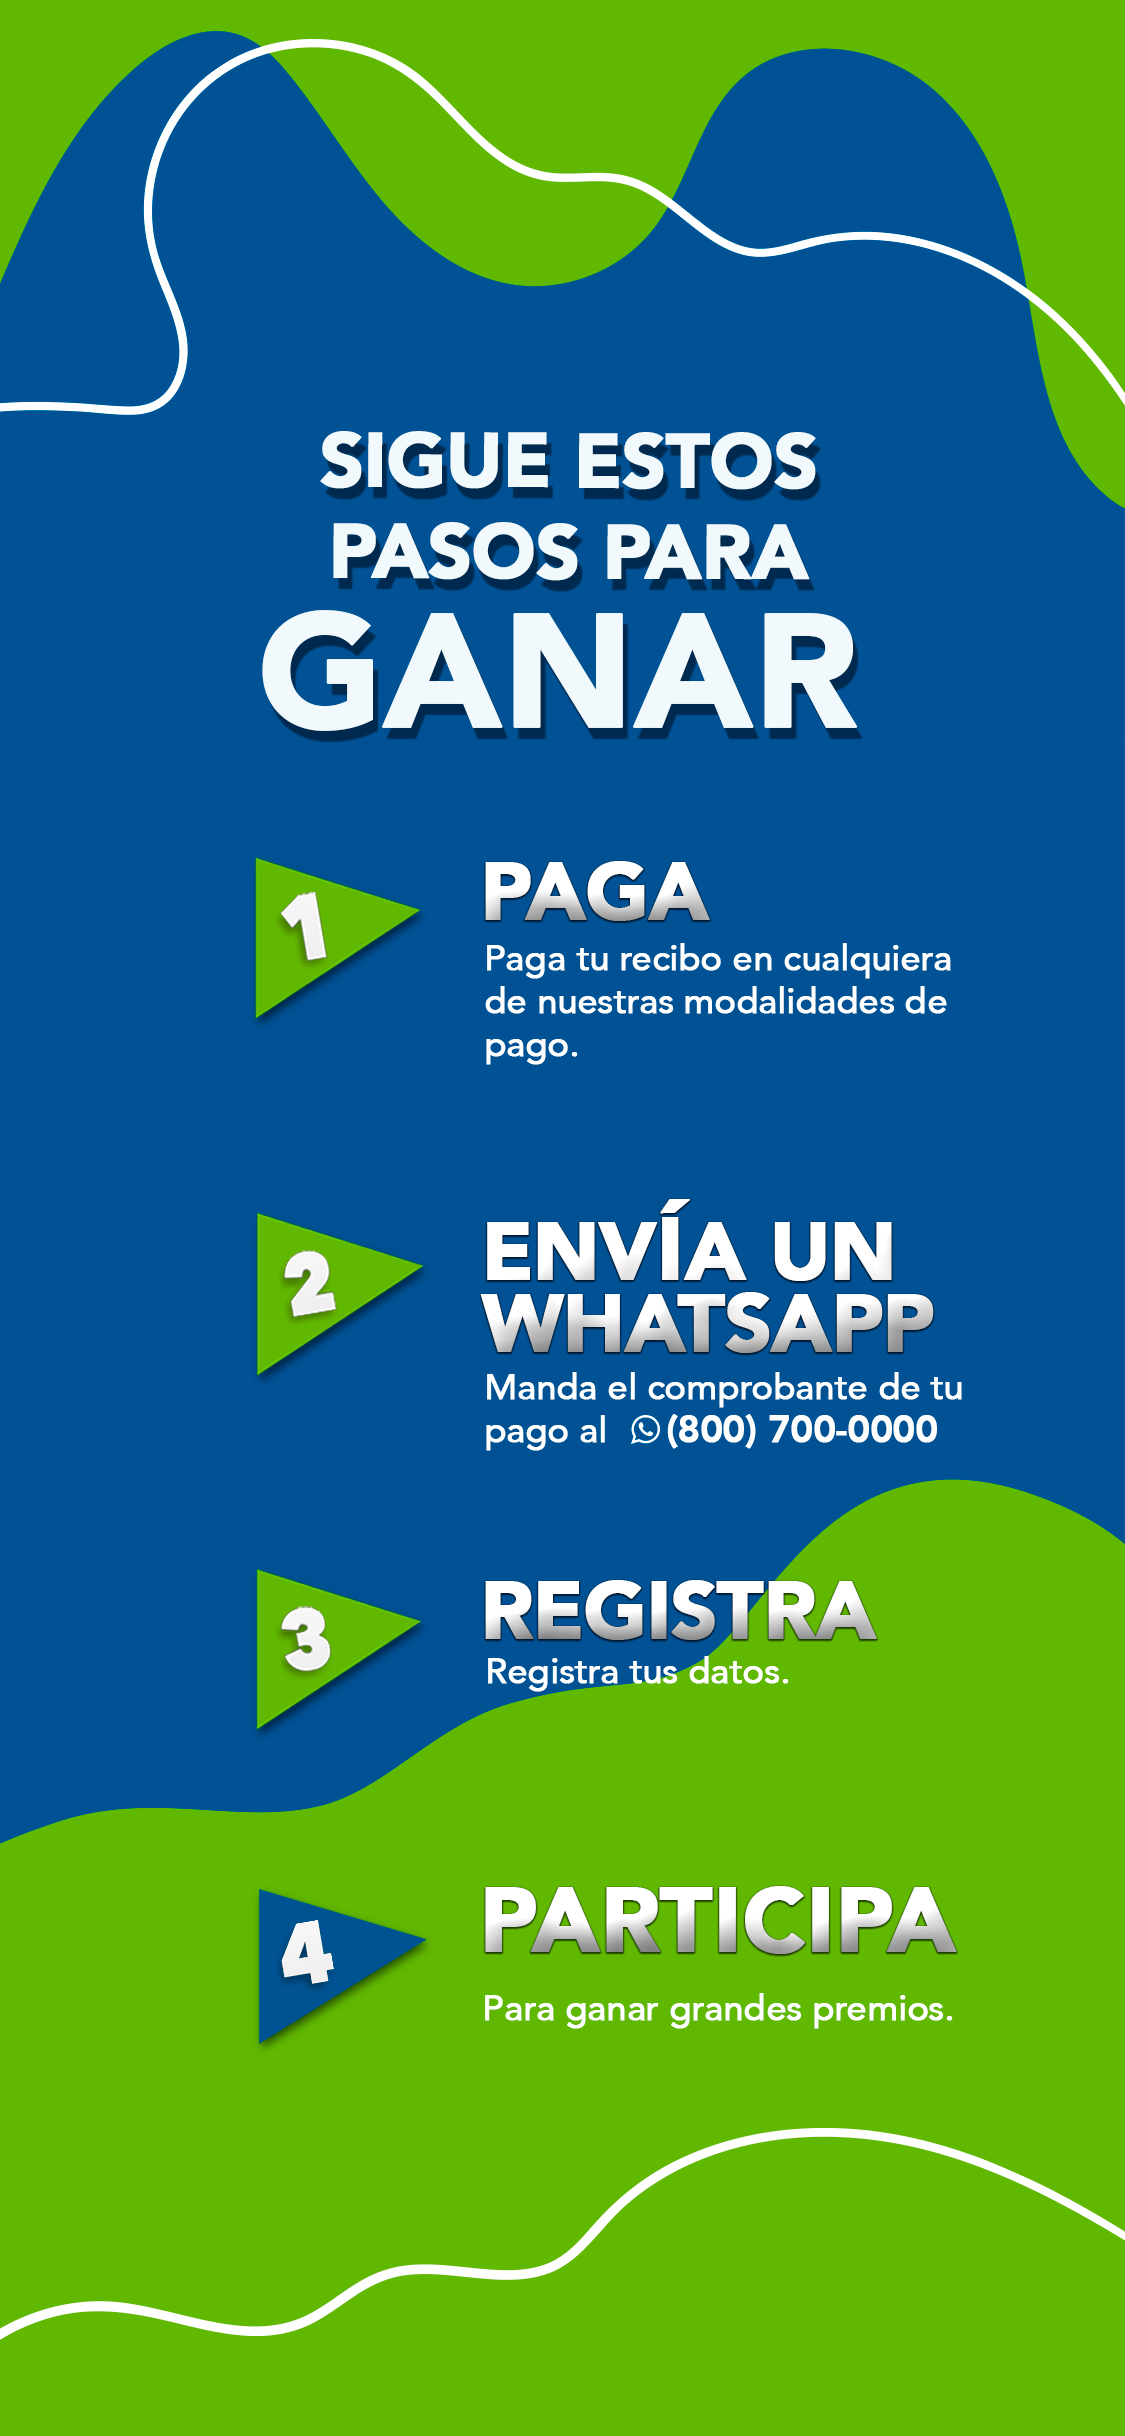 SIGUE ESTOS
PASOS PARA
GANAR
1
PAGA
Paga tu recibo en cualquiera
de nuestras modalidades de
pago.
2
ENVÍA UN
WHATSAPP
Manda el comprobante de tu
pago al (800) 700-0000
3
REGISTRA
Registra tus datos.
4
PARTICIPA
Para ganar grandes premios.